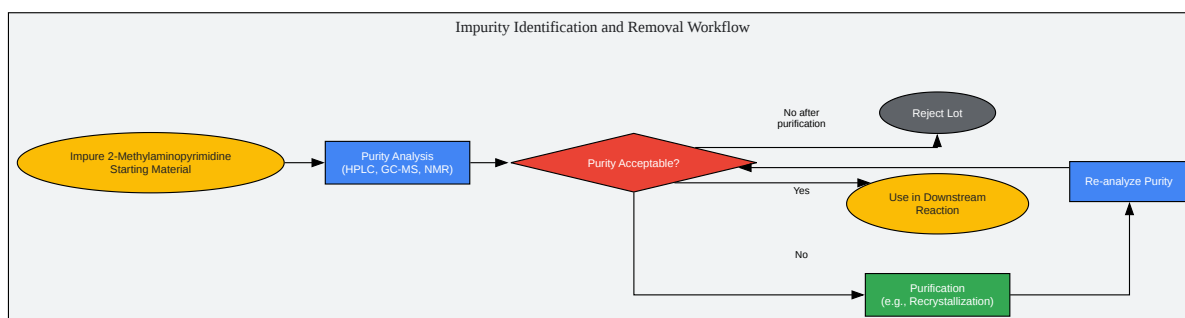 Impurity Identification and Removal Workflow
No after
purification
Reject Lot
Impure 2-Methylaminopyrimidine
Starting Material
Purity Analysis
(HPLC, GC-MS, NMR)
Purity Acceptable?
Re-analyze Purity
Yes
Use in Downstream
Reaction
No
Purification
(e.g., Recrystallization)